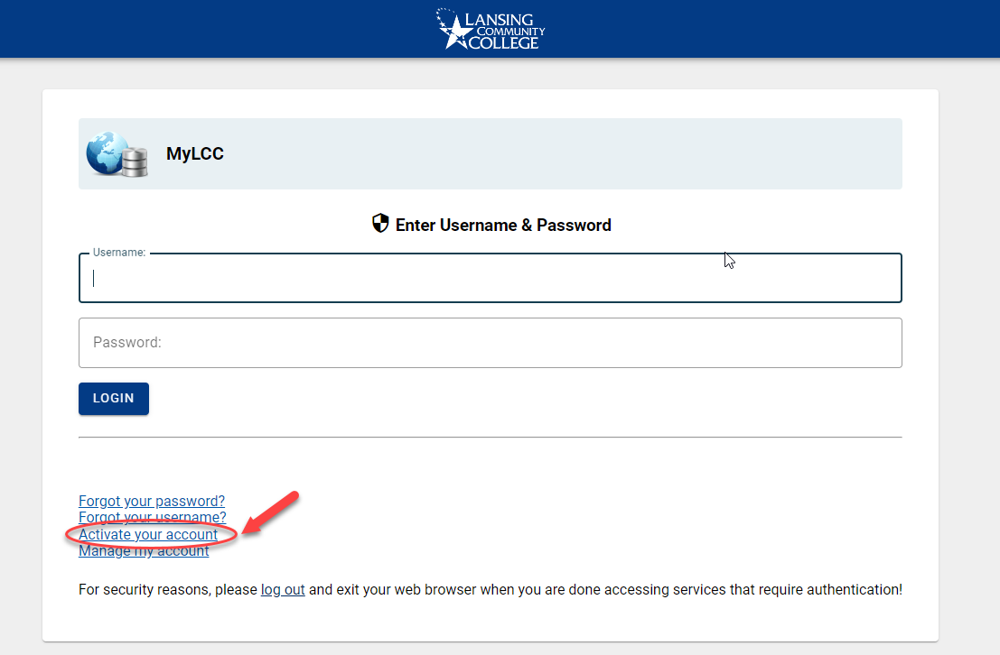 LANSING
COMMUNITY
COLLEGE
MyLCC
Enter Username & Password
Username:
Password:
LOGIN
Forgot your password?
Forgot your username?
Activate your account
Manage my account
For security reasons, please log out and exit your web browser when you are done accessing services that require authentication!